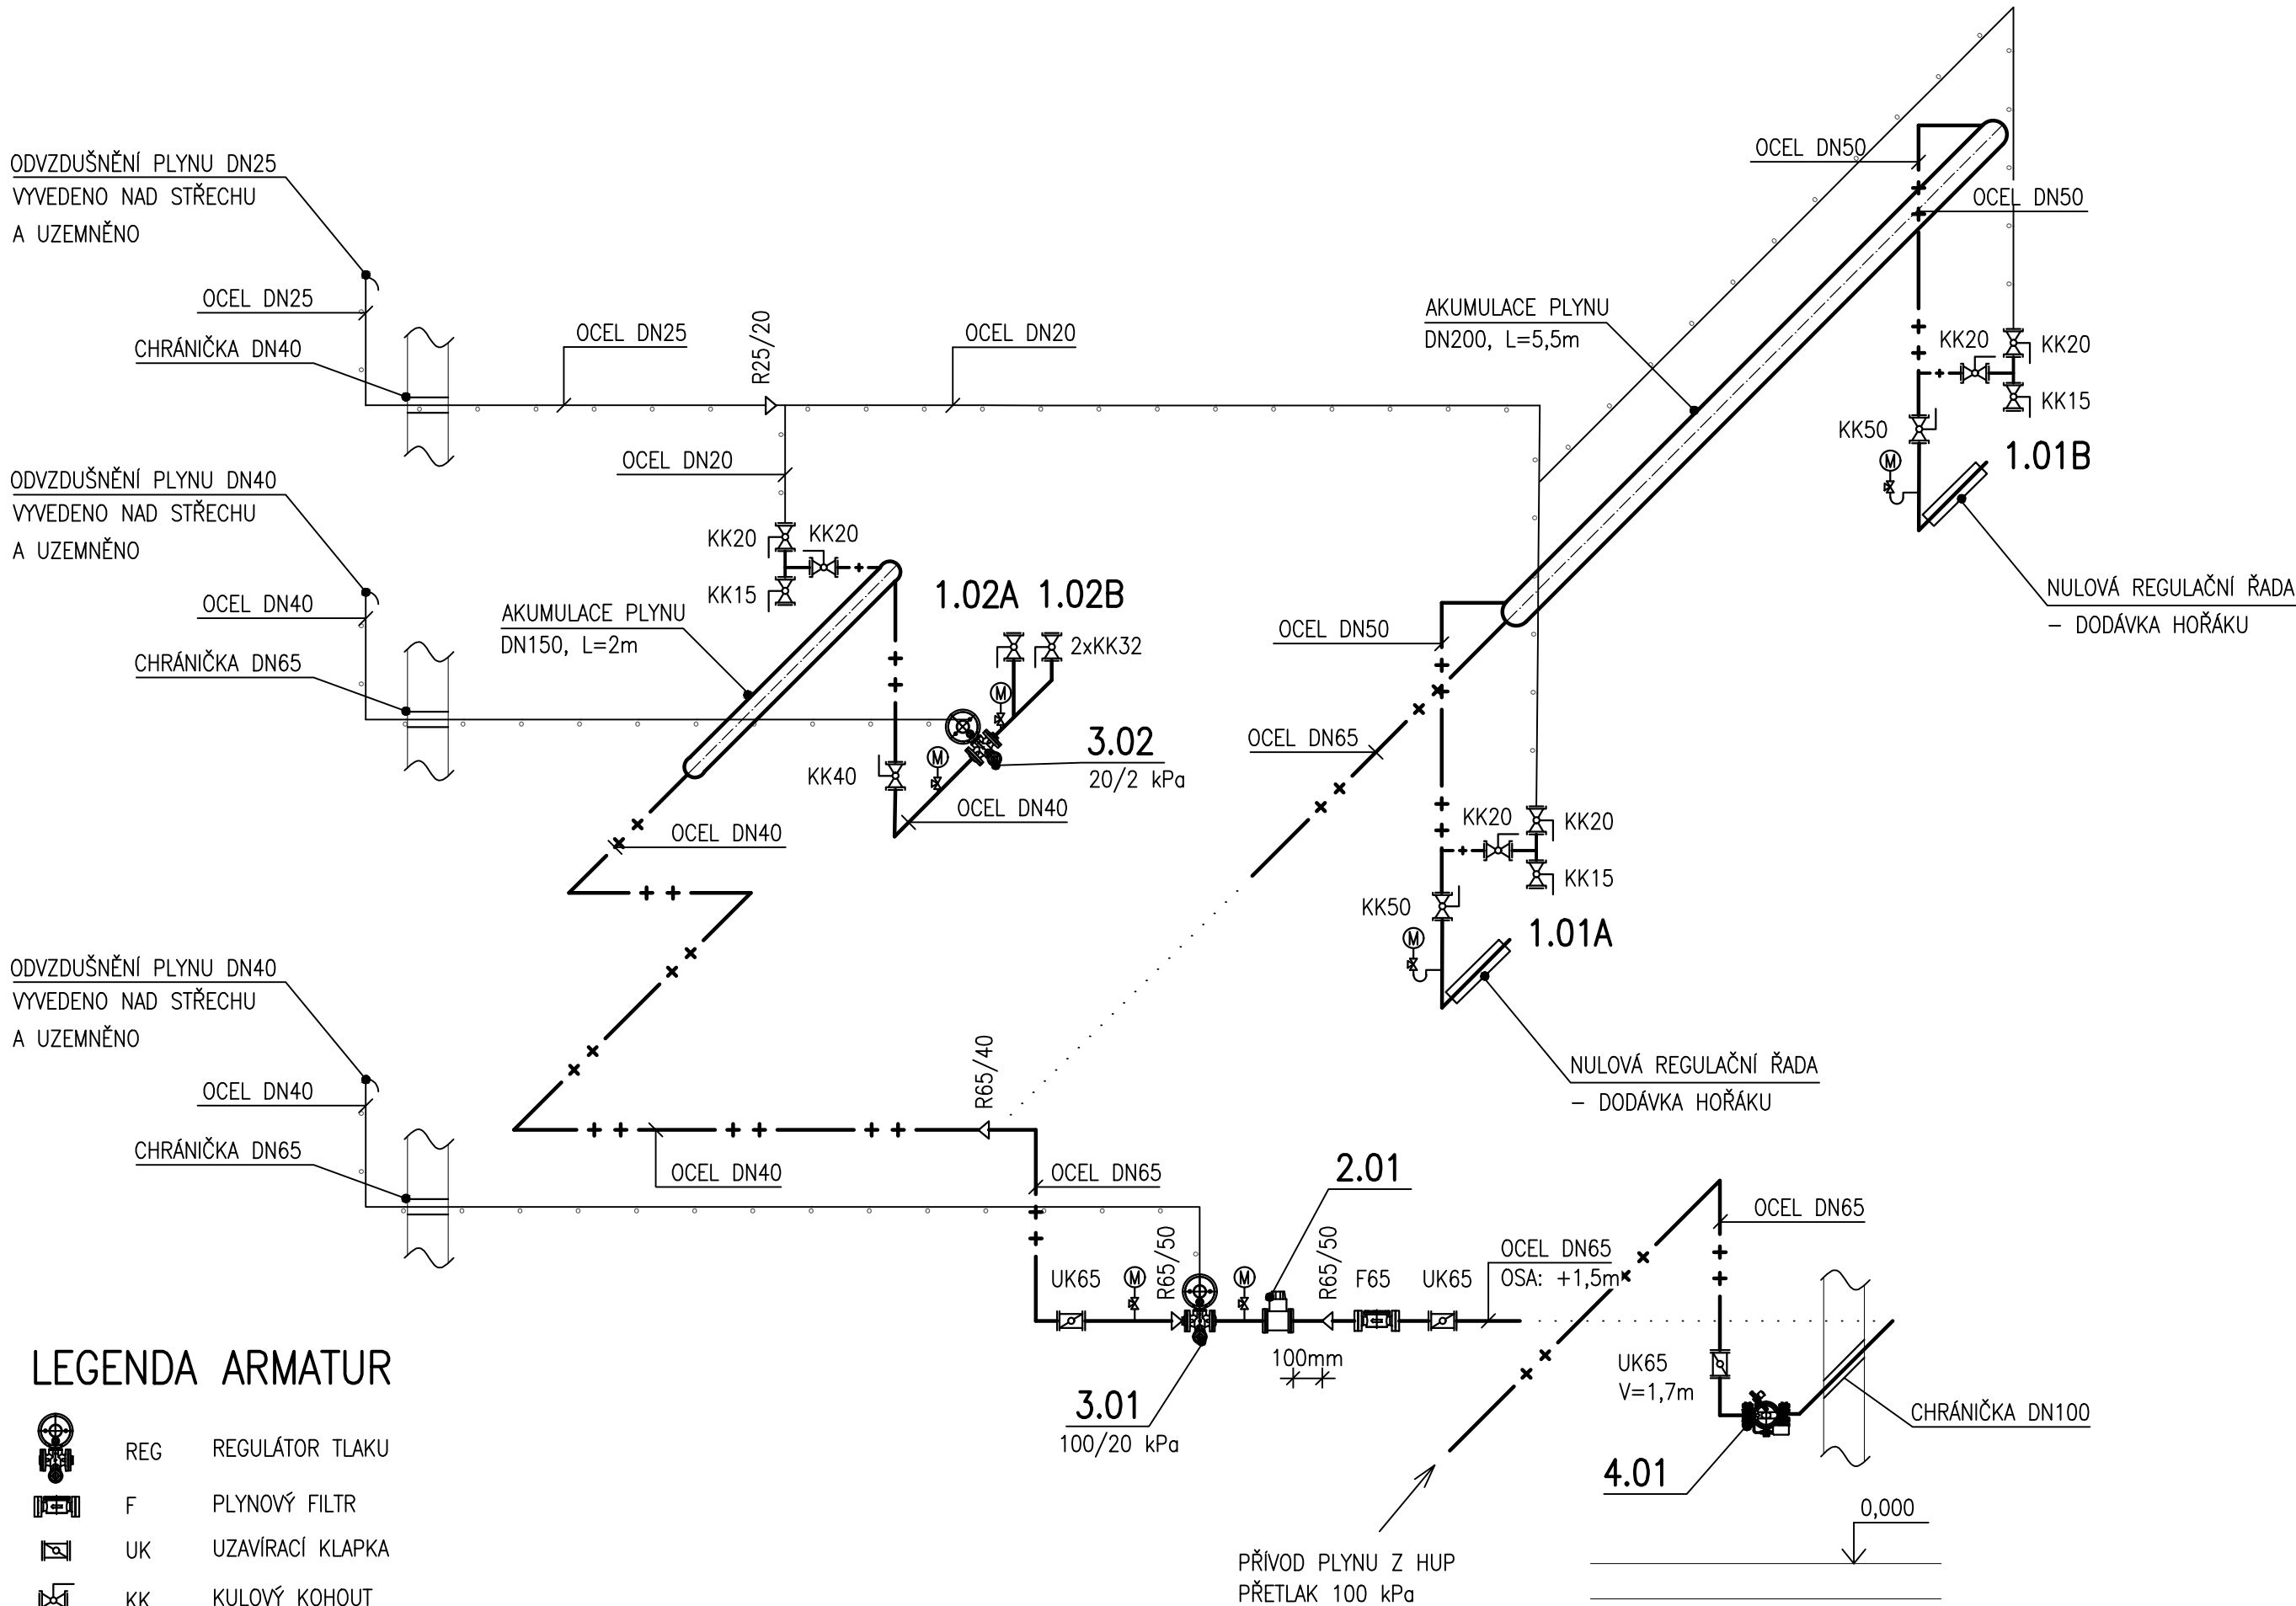 ODVZDUŠNĚNÍ PLYNU DN25
VYVEDENO NAD STŘECHU
A UZEMNĚNO
OCEL DN25
CHRÁNIČKA DN40
OCEL DN25
R25/20
OCEL DN20
OCEL DN20
KK20
KK20
KK15
AKUMULACE PLYNU
DN150, L=2m
ODVZDUŠNĚNÍ PLYNU DN40
VYVEDENO NAD STŘECHU
A UZEMNĚNO
OCEL DN40
CHRÁNIČKA DN65
1.02A 1.02B
2xKK32
M
M
3.02
20/2 kPa
KK40
OCEL DN40
OCEL DN40
OCEL DN50
OCEL DN50
AKUMULACE PLYNU
DN200, L=5,5m
KK20
KK20
KK15
KK50
M
1.01B
NULOVÁ REGULAČNÍ ŘADA
– DODÁVKA HOŘÁKU
OCEL DN50
OCEL DN65
KK20
KK20
KK15
KK50
M
1.01A
NULOVÁ REGULAČNÍ ŘADA
– DODÁVKA HOŘÁKU
ODVZDUŠNĚNÍ PLYNU DN40
VYVEDENO NAD STŘECHU
A UZEMNĚNO
OCEL DN40
CHRÁNIČKA DN65
R65/40
OCEL DN40
OCEL DN65
2.01
UK65
M
R65/50
M
R65/50
F65
UK65
OCEL DN65
OSA: +1,5m
100mm
3.01
100/20 kPa
OCEL DN65
UK65
V=1,7m
CHRÁNIČKA DN100
4.01
0,000
PŘÍVOD PLYNU Z HUP
PŘETLAK 100 kPa
LEGENDA ARMATUR
REG REGULÁTOR TLAKU
F PLYNOVÝ FILTR
UK UZAVÍRACÍ KLAPKA
KK KULOVÝ KOHOUT